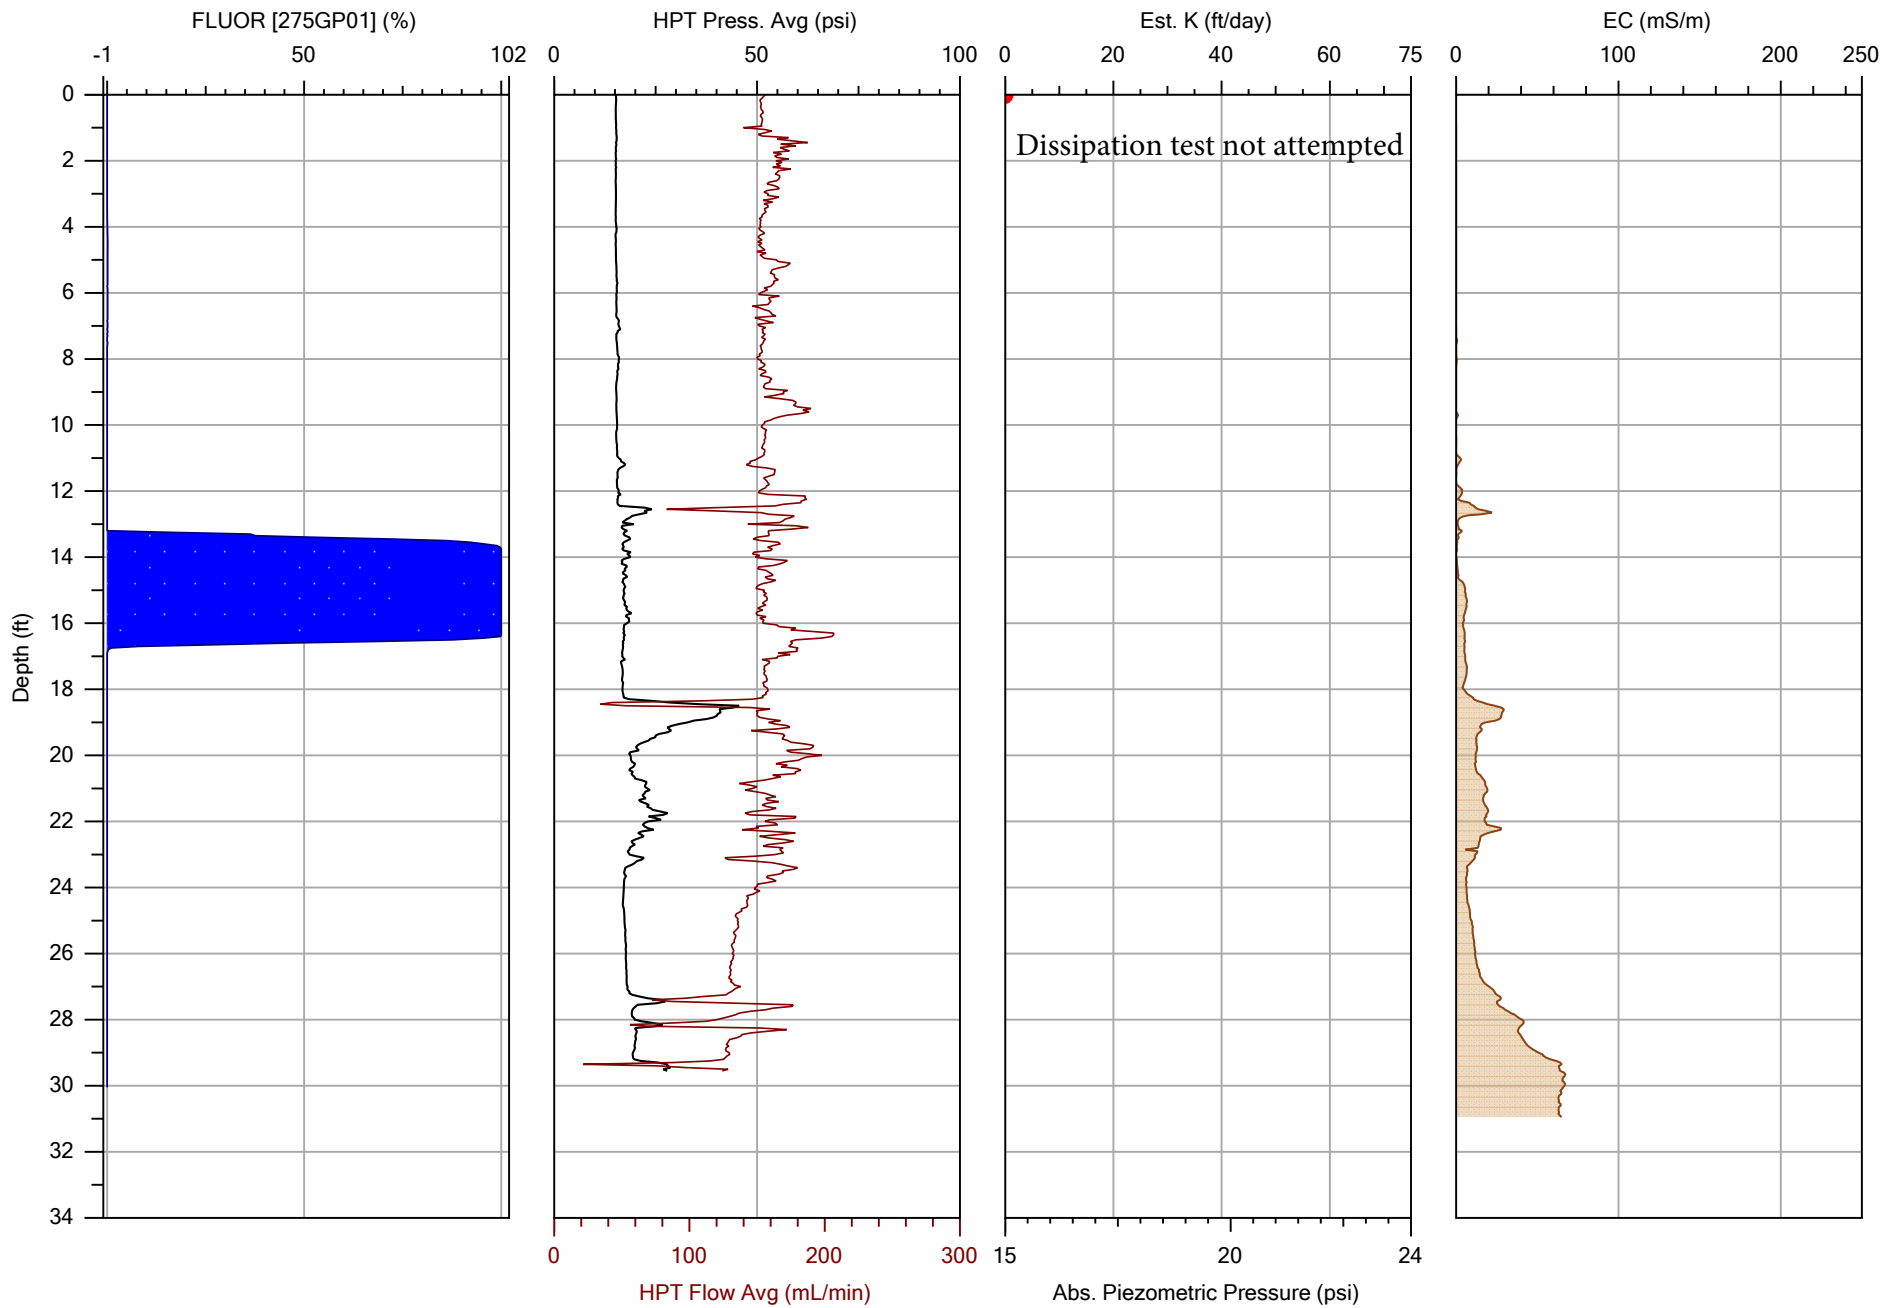 FLUOR [275GP01] (%)
HPT Press. Avg (psi)
Est. K (ft/day)
EC (mS/m)
-1 50 102
0 50 100
0 20 40 60 75
0 100 200 250
0
2
4
6
8
10
12
14
16
18
20
22
24
26
28
30
32
34
Depth (ft)
Dissipation test not attempted
0 100 200 300
15 20 24
HPT Flow Avg (mL/min)
Abs. Piezometric Pressure (psi)